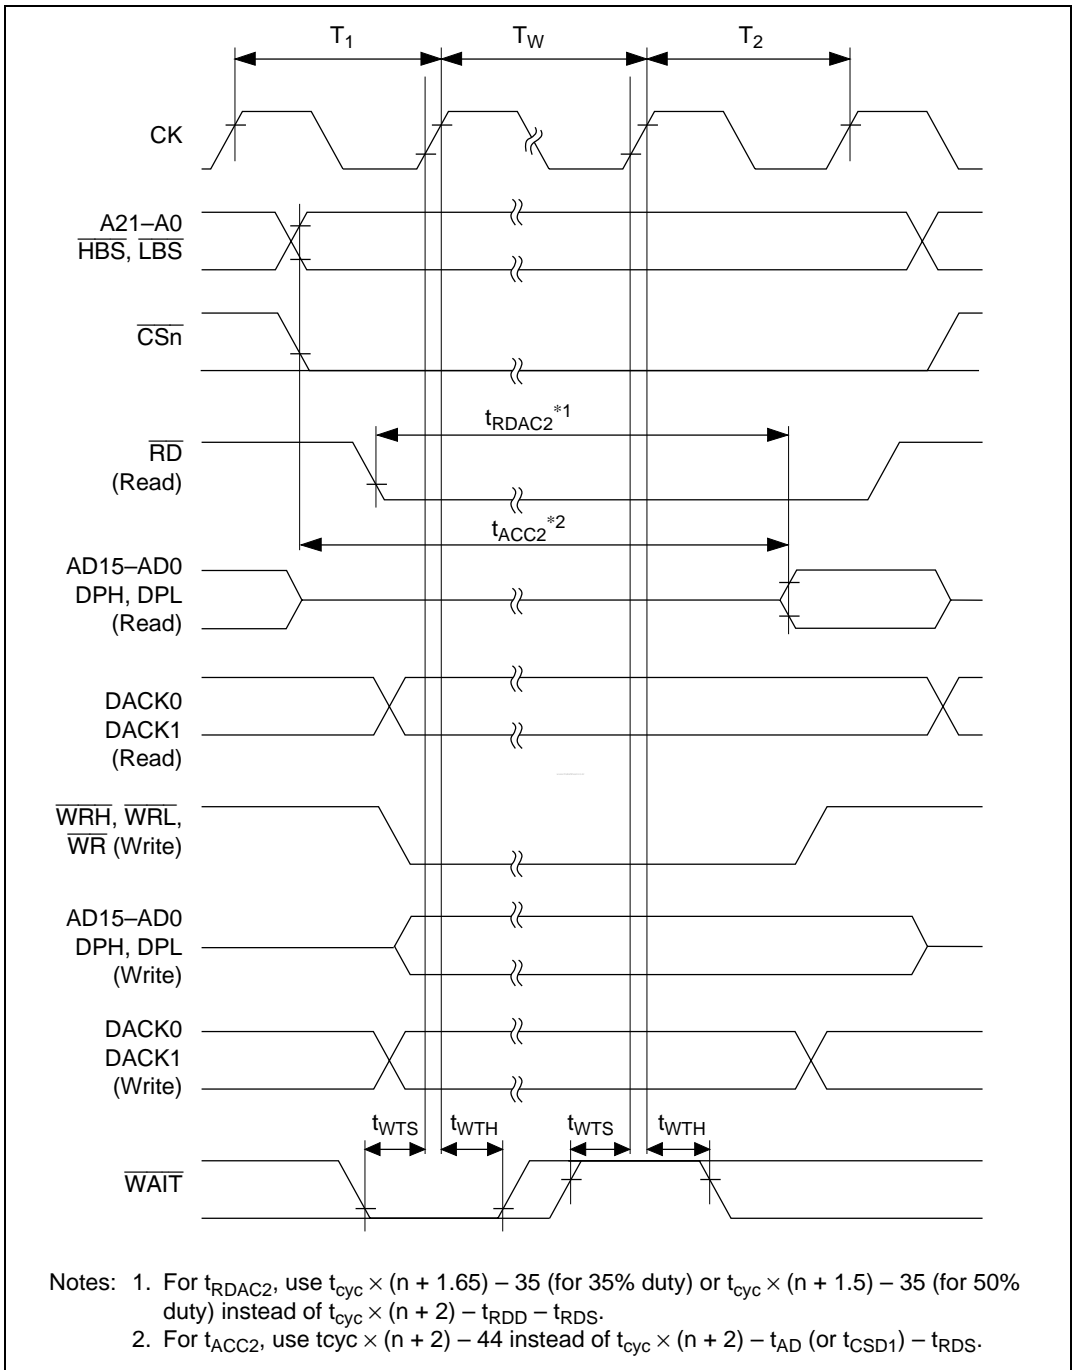 T1 TW T2
CK
A21–A0
HBS, LBS
CSn
tRDAC2*1
RD
(Read)
tACC2*2
AD15–AD0
DPH, DPL
(Read)
DACK0
DACK1
(Read)
WRH, WRL,
WR (Write)
AD15–AD0
DPH, DPL
(Write)
DACK0
DACK1
(Write)
tWTS tWTH tWTS tWTH
WAIT
Notes: 1. For tRDAC2, use tcyc × (n + 1.65) – 35 (for 35% duty) or tcyc × (n + 1.5) – 35 (for 50%
duty) instead of tcyc × (n + 2) – tRDD – tRDS.
2. For tACC2, use tcyc × (n + 2) – 44 instead of tcyc × (n + 2) – tAD (or tCSD1) – tRDS.